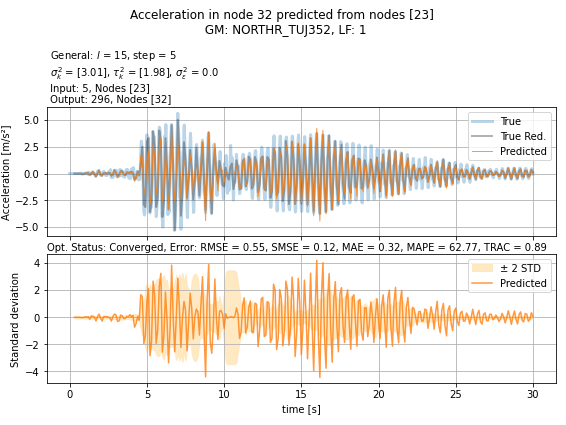 Acceleration in node 32 predicted from nodes [23]
GM: NORTHR_TUJ352, LF: 1
General: l = 15, step = 5
σ²ₖ = [3.01], τ²ₖ = [1.98], σ²ᵣ = 0.0
Input: 5, Nodes [23]
Output: 296, Nodes [32]
Acceleration [m/s²]
5.0
2.5
0.0
−2.5
−5.0
True
True Red.
Predicted
Opt. Status: Converged, Error: RMSE = 0.55, SMSE = 0.12, MAE = 0.32, MAPE = 62.77, TRAC = 0.89
Standard deviation
4
2
0
−2
−4
± 2 STD
Predicted
0 5 10 15 20 25 30
time [s]